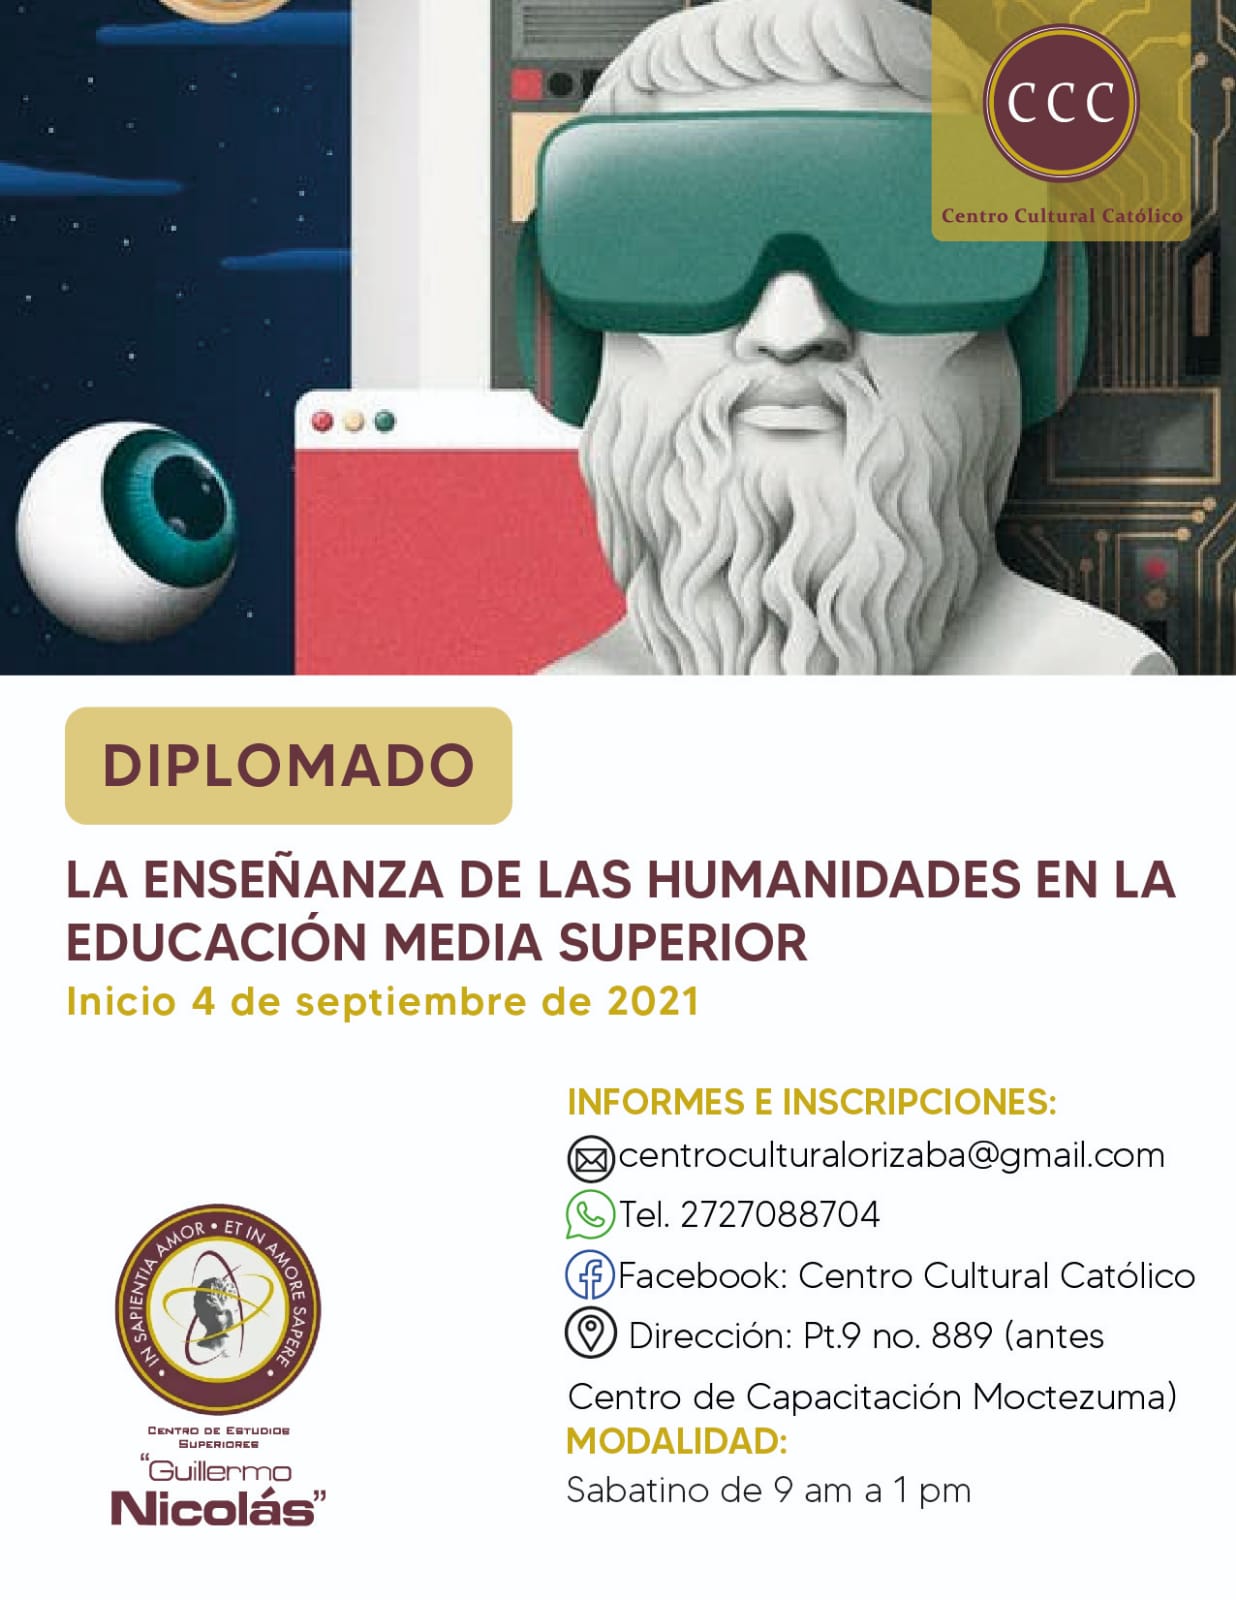 CCC
Centro Cultural Católico
DIPLOMADO
LA ENSEÑANZA DE LAS HUMANIDADES EN LA
EDUCACIÓN MEDIA SUPERIOR
Inicio 4 de septiembre de 2021
INFORMES E INSCRIPCIONES:
centroculturalorizaba@gmail.com
Tel. 2727088704
Facebook: Centro Cultural Católico
Dirección: Pt.9 no. 889 (antes
Centro de Capacitación Moctezuma)
MODALIDAD:
Sabatino de 9 am a 1 pm
• IN SAPIENTIA AMOR • ET IN AMORE SAPERE •
CENTRO DE ESTUDIOS
SUPERIORES
“Guillermo
Nicolás”